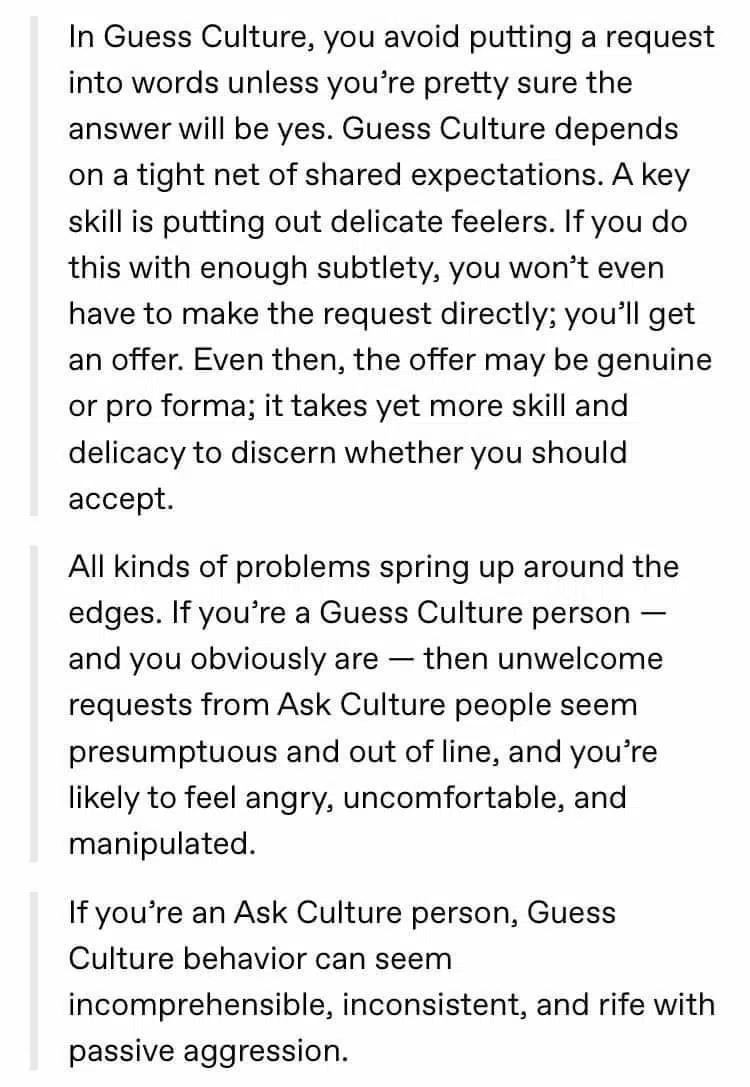 In Guess Culture, you avoid putting a request
into words unless you’re pretty sure the
answer will be yes. Guess Culture depends
on a tight net of shared expectations. A key
skill is putting out delicate feelers. If you do
this with enough subtlety, you won’t even
have to make the request directly; you’ll get
an offer. Even then, the offer may be genuine
or pro forma; it takes yet more skill and
delicacy to discern whether you should
accept.
All kinds of problems spring up around the
edges. If you’re a Guess Culture person —
and you obviously are — then unwelcome
requests from Ask Culture people seem
presumptuous and out of line, and you’re
likely to feel angry, uncomfortable, and
manipulated.
If you’re an Ask Culture person, Guess
Culture behavior can seem
incomprehensible, inconsistent, and rife with
passive aggression.